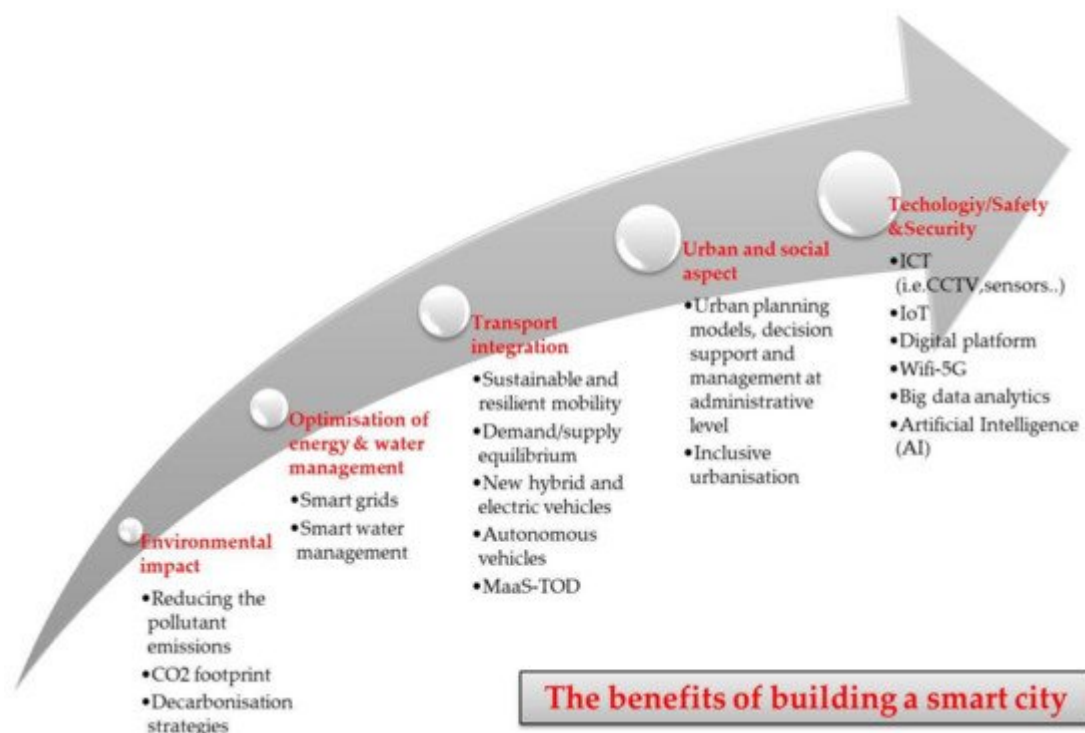 Environmental
impact
•Reducing the
pollutant
emissions
•CO2 footprint
•Decarbonisation
strategies
Optimisation of
energy & water
management
•Smart grids
•Smart water
management
Transport
integration
•Sustainable and
resilient mobility
•Demand/supply
equilibrium
•New hybrid and
electric vehicles
•Autonomous
vehicles
•MaaS-TOD
Urban and social
aspect
•Urban planning
models, decision
support and
management at
administrative
level
•Inclusive
urbanisation
Techologiy/Safety
&Security
•ICT
(i.e.CCTV,sensors..)
•IoT
•Digital platform
•Wifi-5G
•Big data analytics
•Artificial Intelligence
(AI)
The benefits of building a smart city